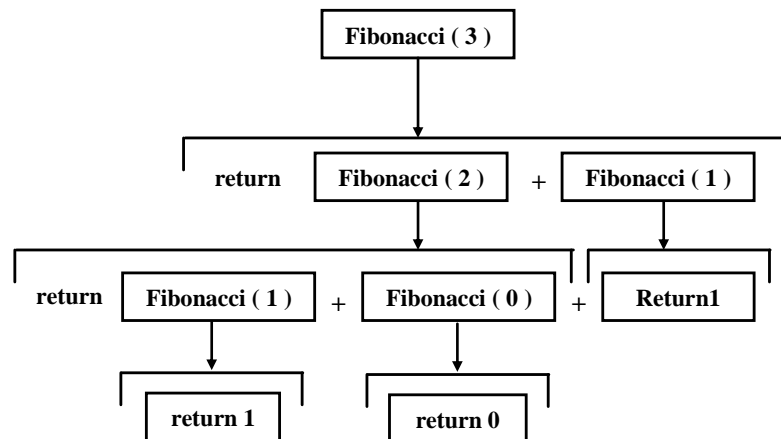 Fibonacci ( 3 )
return Fibonacci ( 2 ) + Fibonacci ( 1 )
return Fibonacci ( 1 ) + Fibonacci ( 0 ) + Return1
return 1 return 0